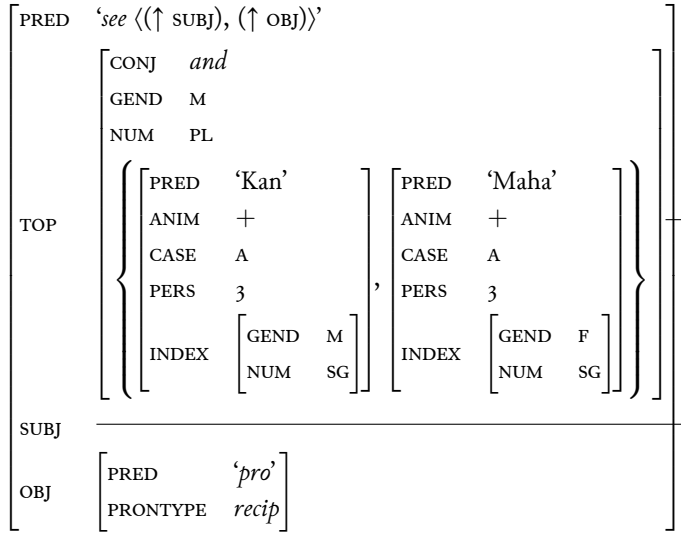 PRED ‘see ⟨(↑ SUBJ), (↑ OBJ)⟩’
CONJ and
GEND M
NUM PL
PRED ‘Kan’ PRED ‘Maha’
TOP ANIM + ANIM +
CASE A CASE A
PERS 3 , PERS 3
INDEX GEND M INDEX GEND F
NUM SG NUM SG
SUBJ
OBJ PRED ‘pro’
PRONTYPE recip